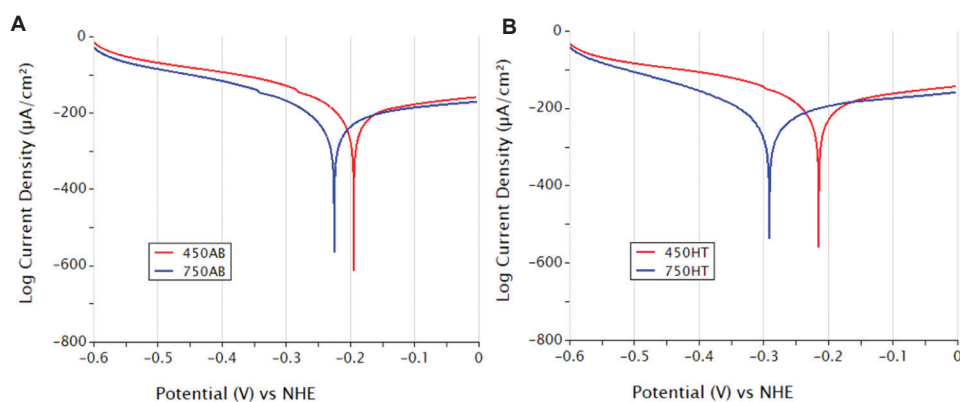 A
Log Current Density (µA/cm²)
0
−200
−400
−600
−800
450AB
750AB
−0.6
−0.5
−0.4
−0.3
−0.2
−0.1
0
Potential (V) vs NHE
B
Log Current Density (µA/cm²)
0
−200
−400
−600
−800
450HT
750HT
−0.6
−0.5
−0.4
−0.3
−0.2
−0.1
0
Potential (V) vs NHE